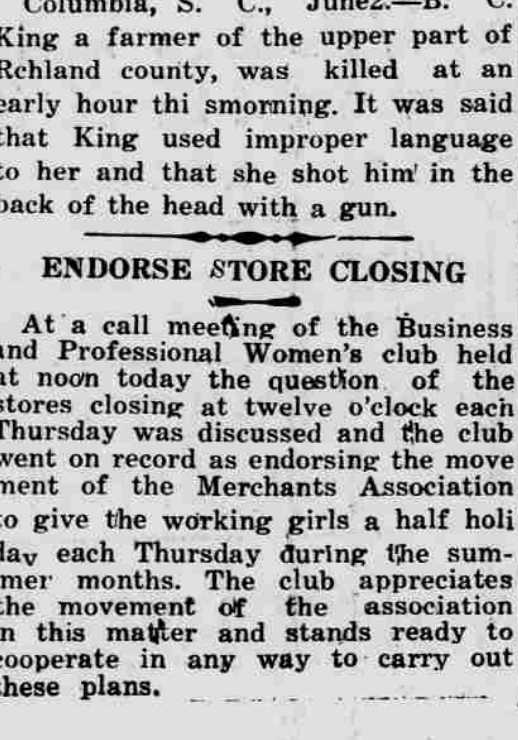 Columbia, S. C., June2.—B. C.
King a farmer of the upper part of
Rchland county, was killed at an
early hour thi smorning. It was said
that King used improper language
to her and that she shot him in the
back of the head with a gun.
ENDORSE STORE CLOSING
At a call meeting of the Business
and Professional Women's club held
at noon today the question of the
stores closing at twelve o'clock each
Thursday was discussed and the club
went on record as endorsing the move
ment of the Merchants Association
to give the working girls a half holi
day each Thursday during the sum-
mer months. The club appreciates
the movement of the association
in this matter and stands ready to
cooperate in any way to carry out
these plans.